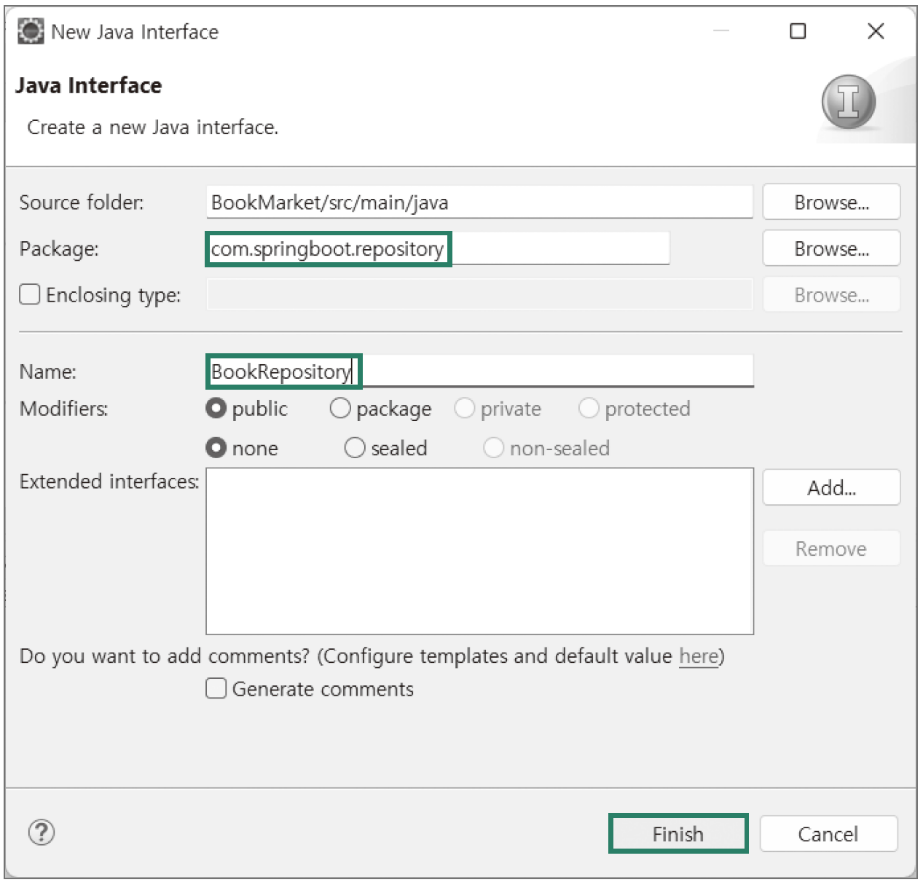 New Java Interface
Java Interface
Create a new Java interface.
Source folder: BookMarket/src/main/java Browse...
Package: com.springboot.repository Browse...
Enclosing type: Browse...
Name: BookRepository
Modifiers: public package private protected
none sealed non-sealed
Extended interfaces: Add...
Remove
Do you want to add comments? (Configure templates and default value here)
Generate comments
Finish Cancel